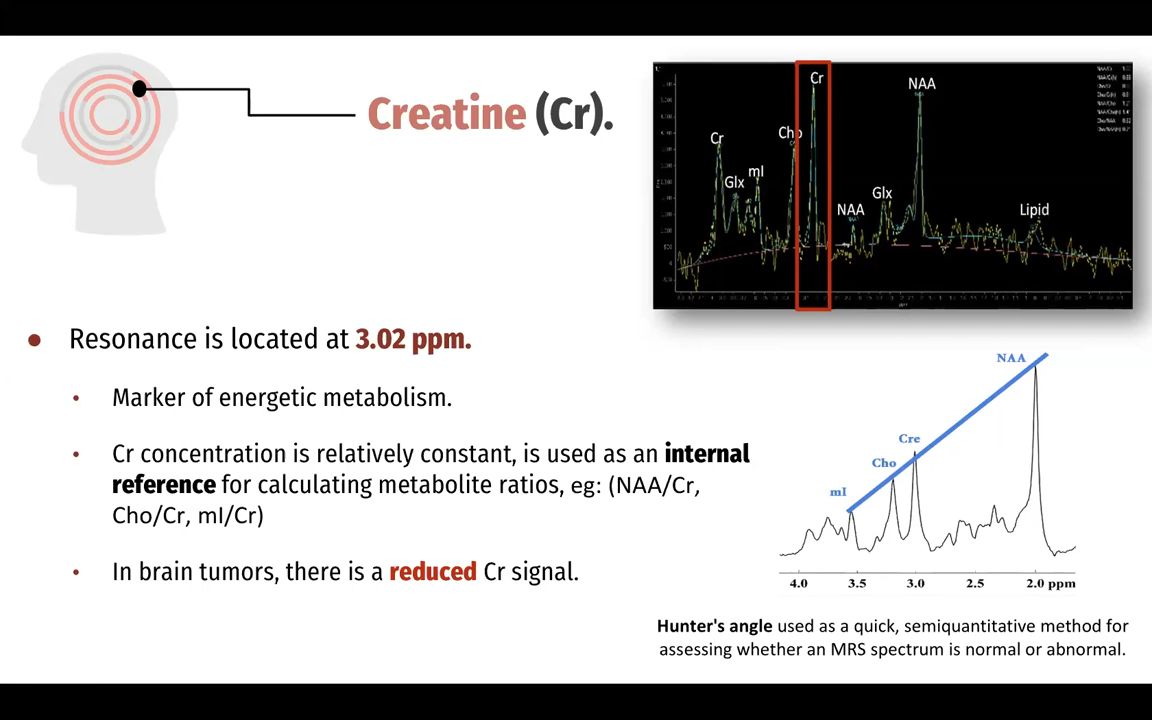 Creatine (Cr).
Cr
Glx
mI
Cho
Cr
NAA
Glx
NAA
Lipid
● Resonance is located at 3.02 ppm.
• Marker of energetic metabolism.
• Cr concentration is relatively constant, is used as an internal
reference for calculating metabolite ratios, eg: (NAA/Cr,
Cho/Cr, mI/Cr)
• In brain tumors, there is a reduced Cr signal.
NAA
Cre
Cho
mI
4.0 3.5 3.0 2.5 2.0 ppm
Hunter's angle used as a quick, semiquantitative method for
assessing whether an MRS spectrum is normal or abnormal.